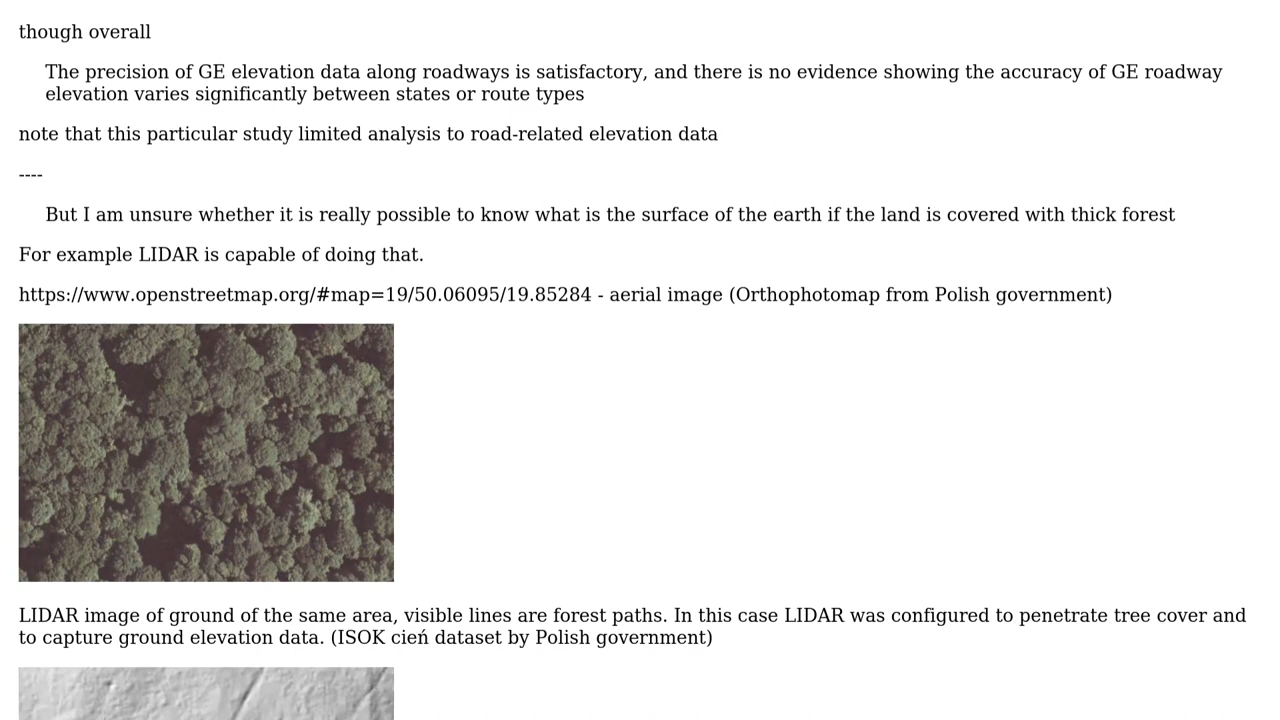 though overall
The precision of GE elevation data along roadways is satisfactory, and there is no evidence showing the accuracy of GE roadway
elevation varies significantly between states or route types
note that this particular study limited analysis to road-related elevation data
----
But I am unsure whether it is really possible to know what is the surface of the earth if the land is covered with thick forest
For example LIDAR is capable of doing that.
https://www.openstreetmap.org/#map=19/50.06095/19.85284 - aerial image (Orthophotomap from Polish government)
LIDAR image of ground of the same area, visible lines are forest paths. In this case LIDAR was configured to penetrate tree cover and
to capture ground elevation data. (ISOK cień dataset by Polish government)